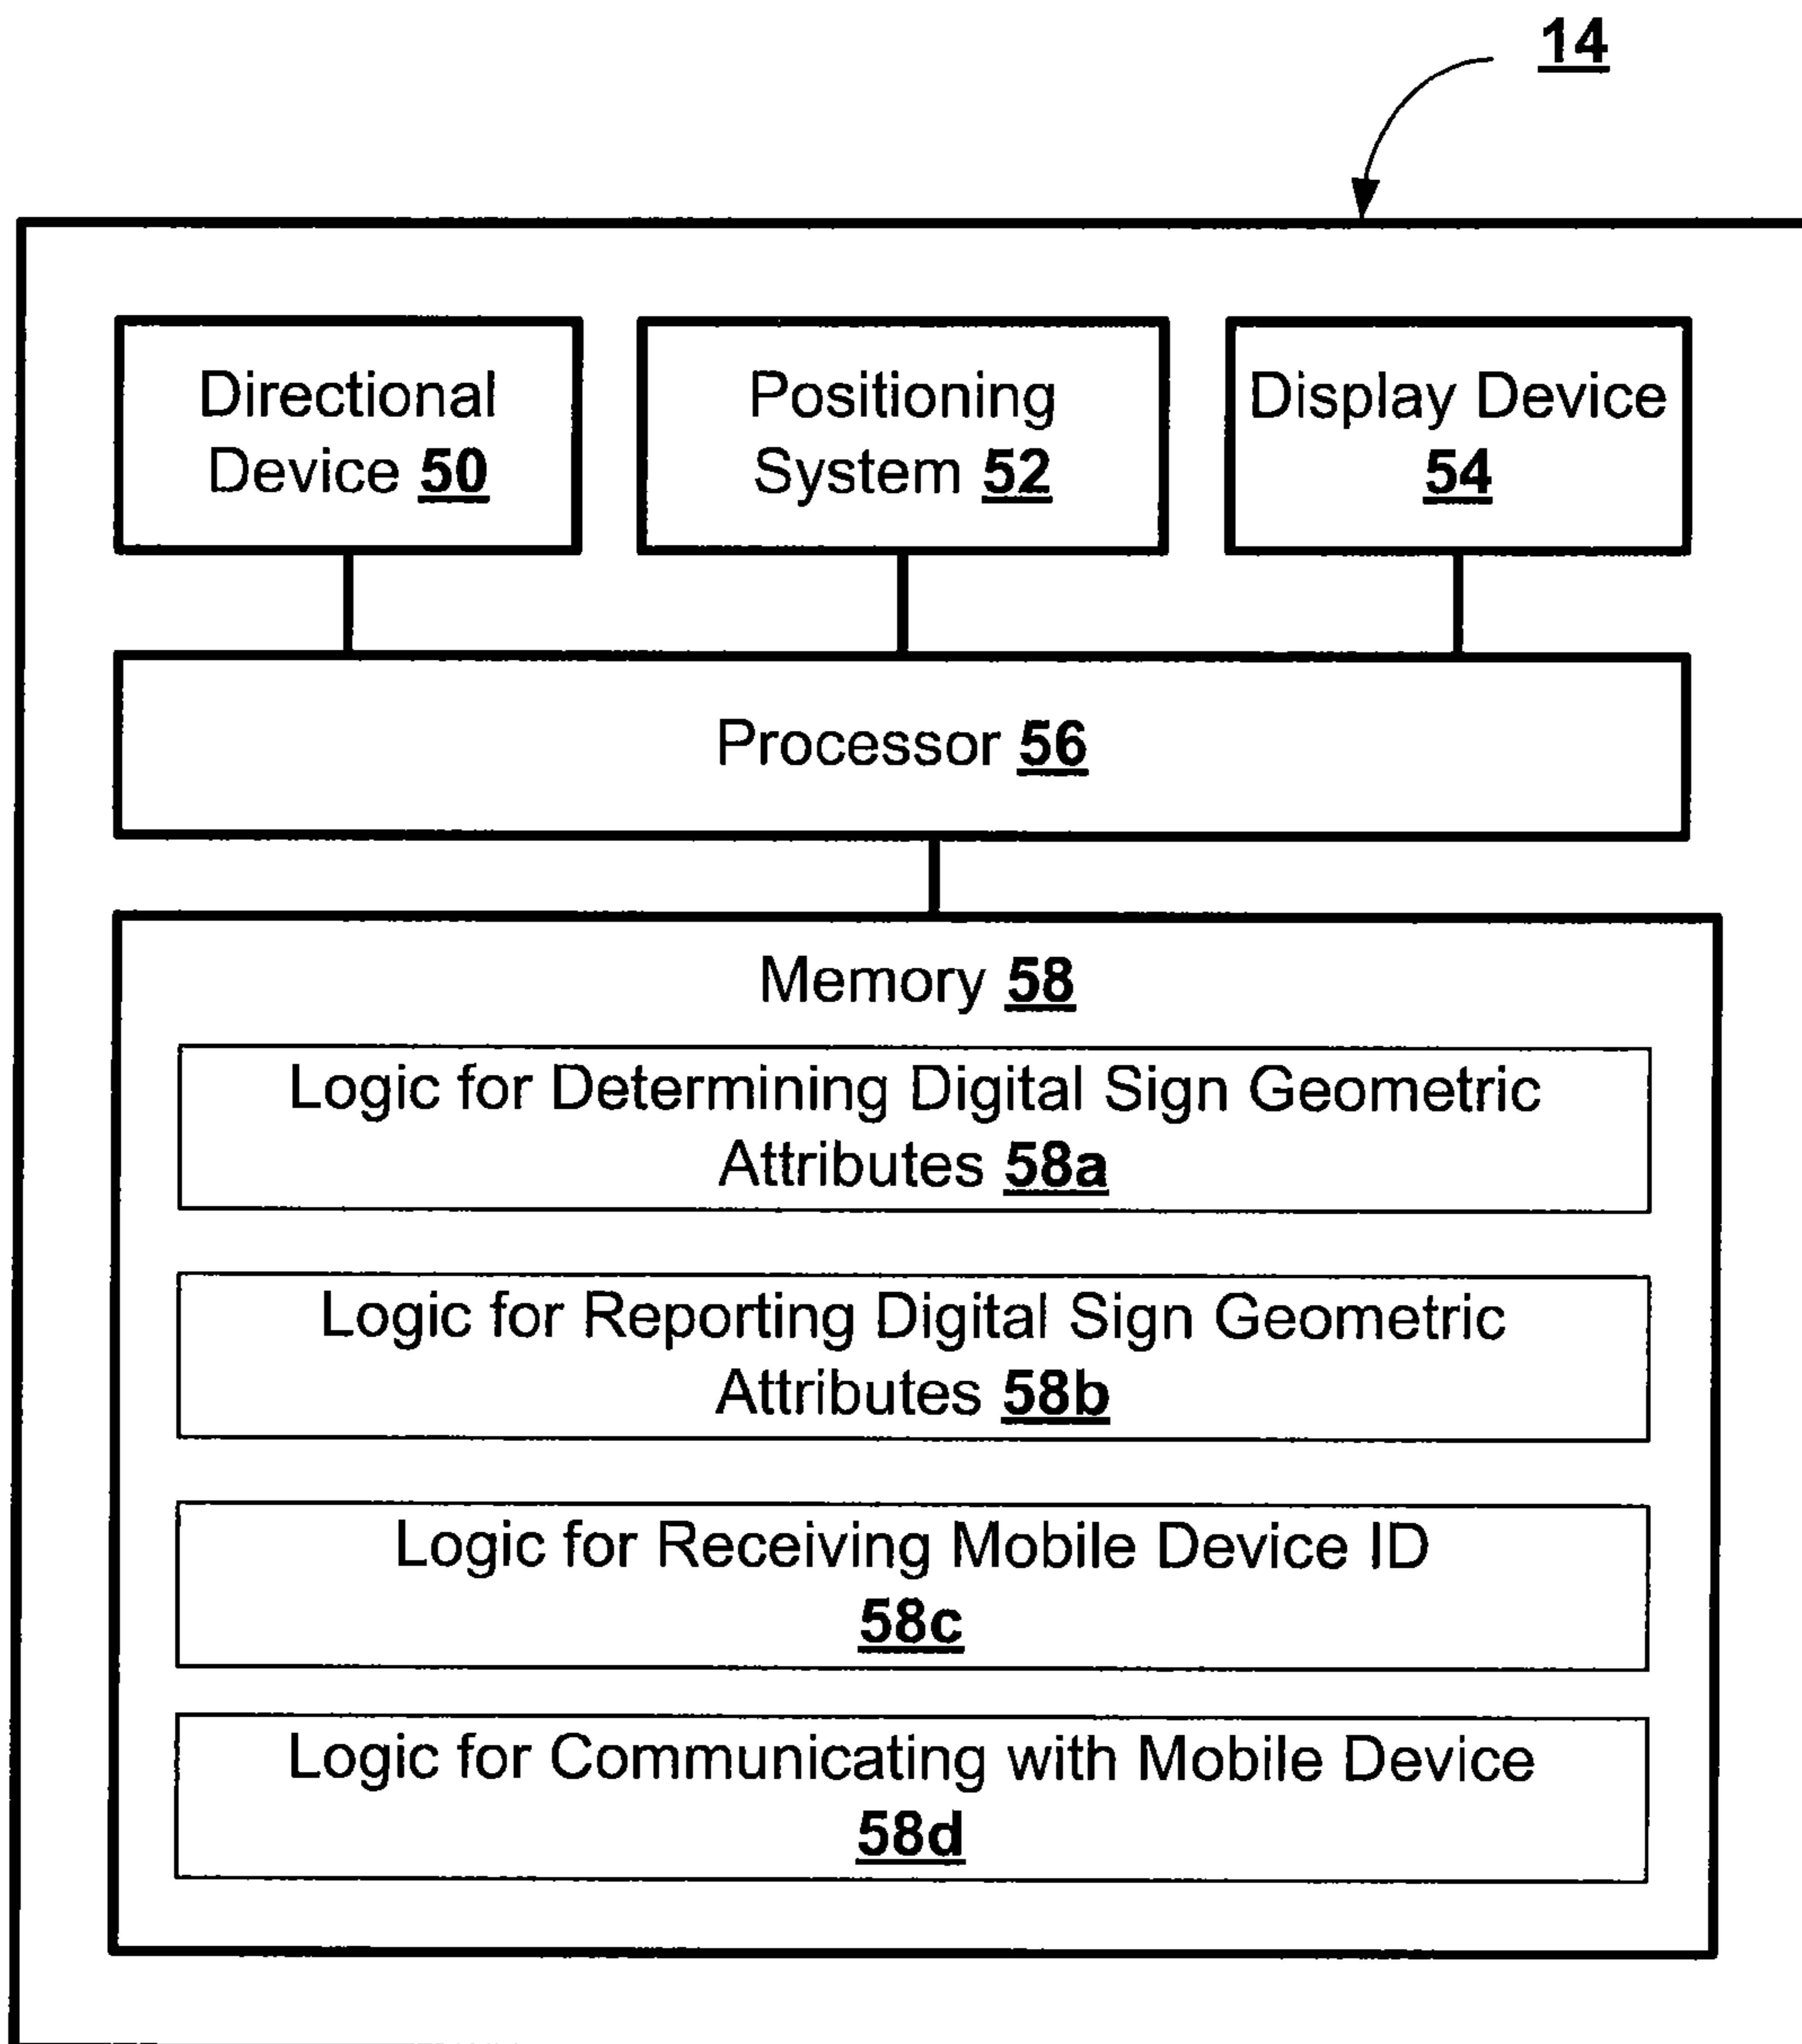 14
Directional
Device 50
Positioning
System 52
Display Device
54
Processor 56
Memory 58
Logic for Determining Digital Sign Geometric
Attributes 58a
Logic for Reporting Digital Sign Geometric
Attributes 58b
Logic for Receiving Mobile Device ID
58c
Logic for Communicating with Mobile Device
58d